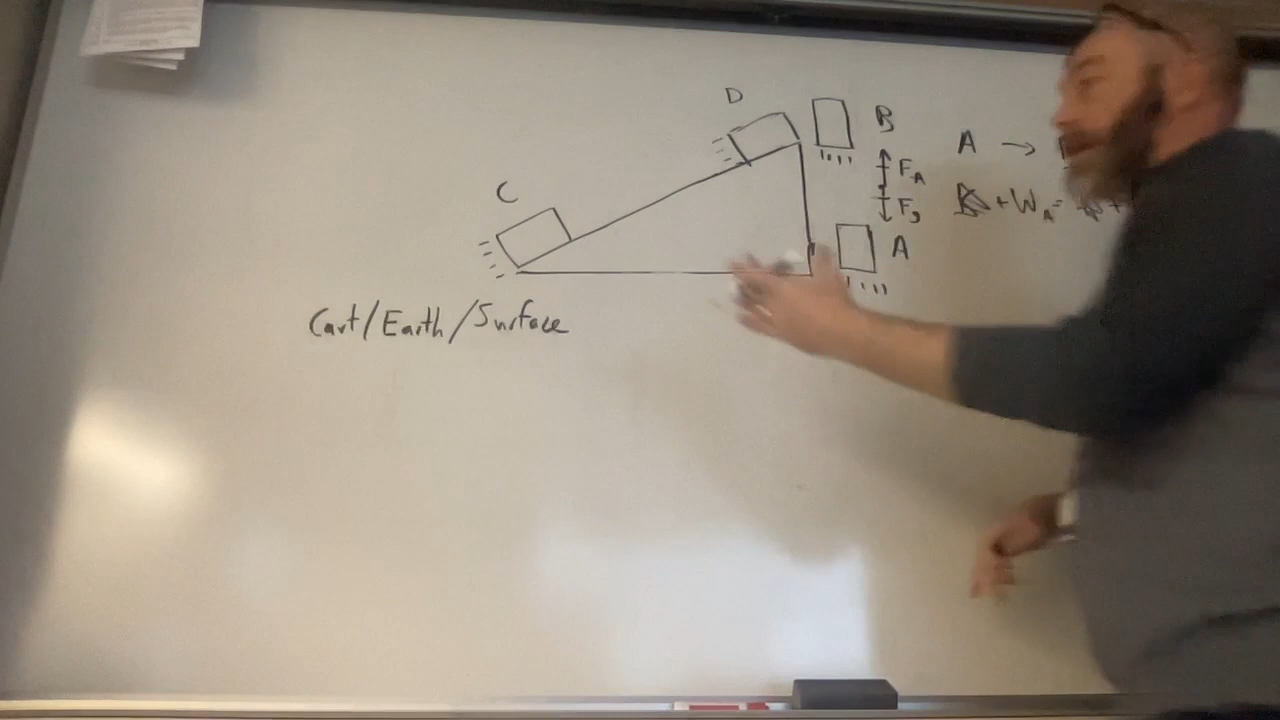 D
B
A →
F_A
C
K + W_A =
F_g
A
Cart/Earth/Surface